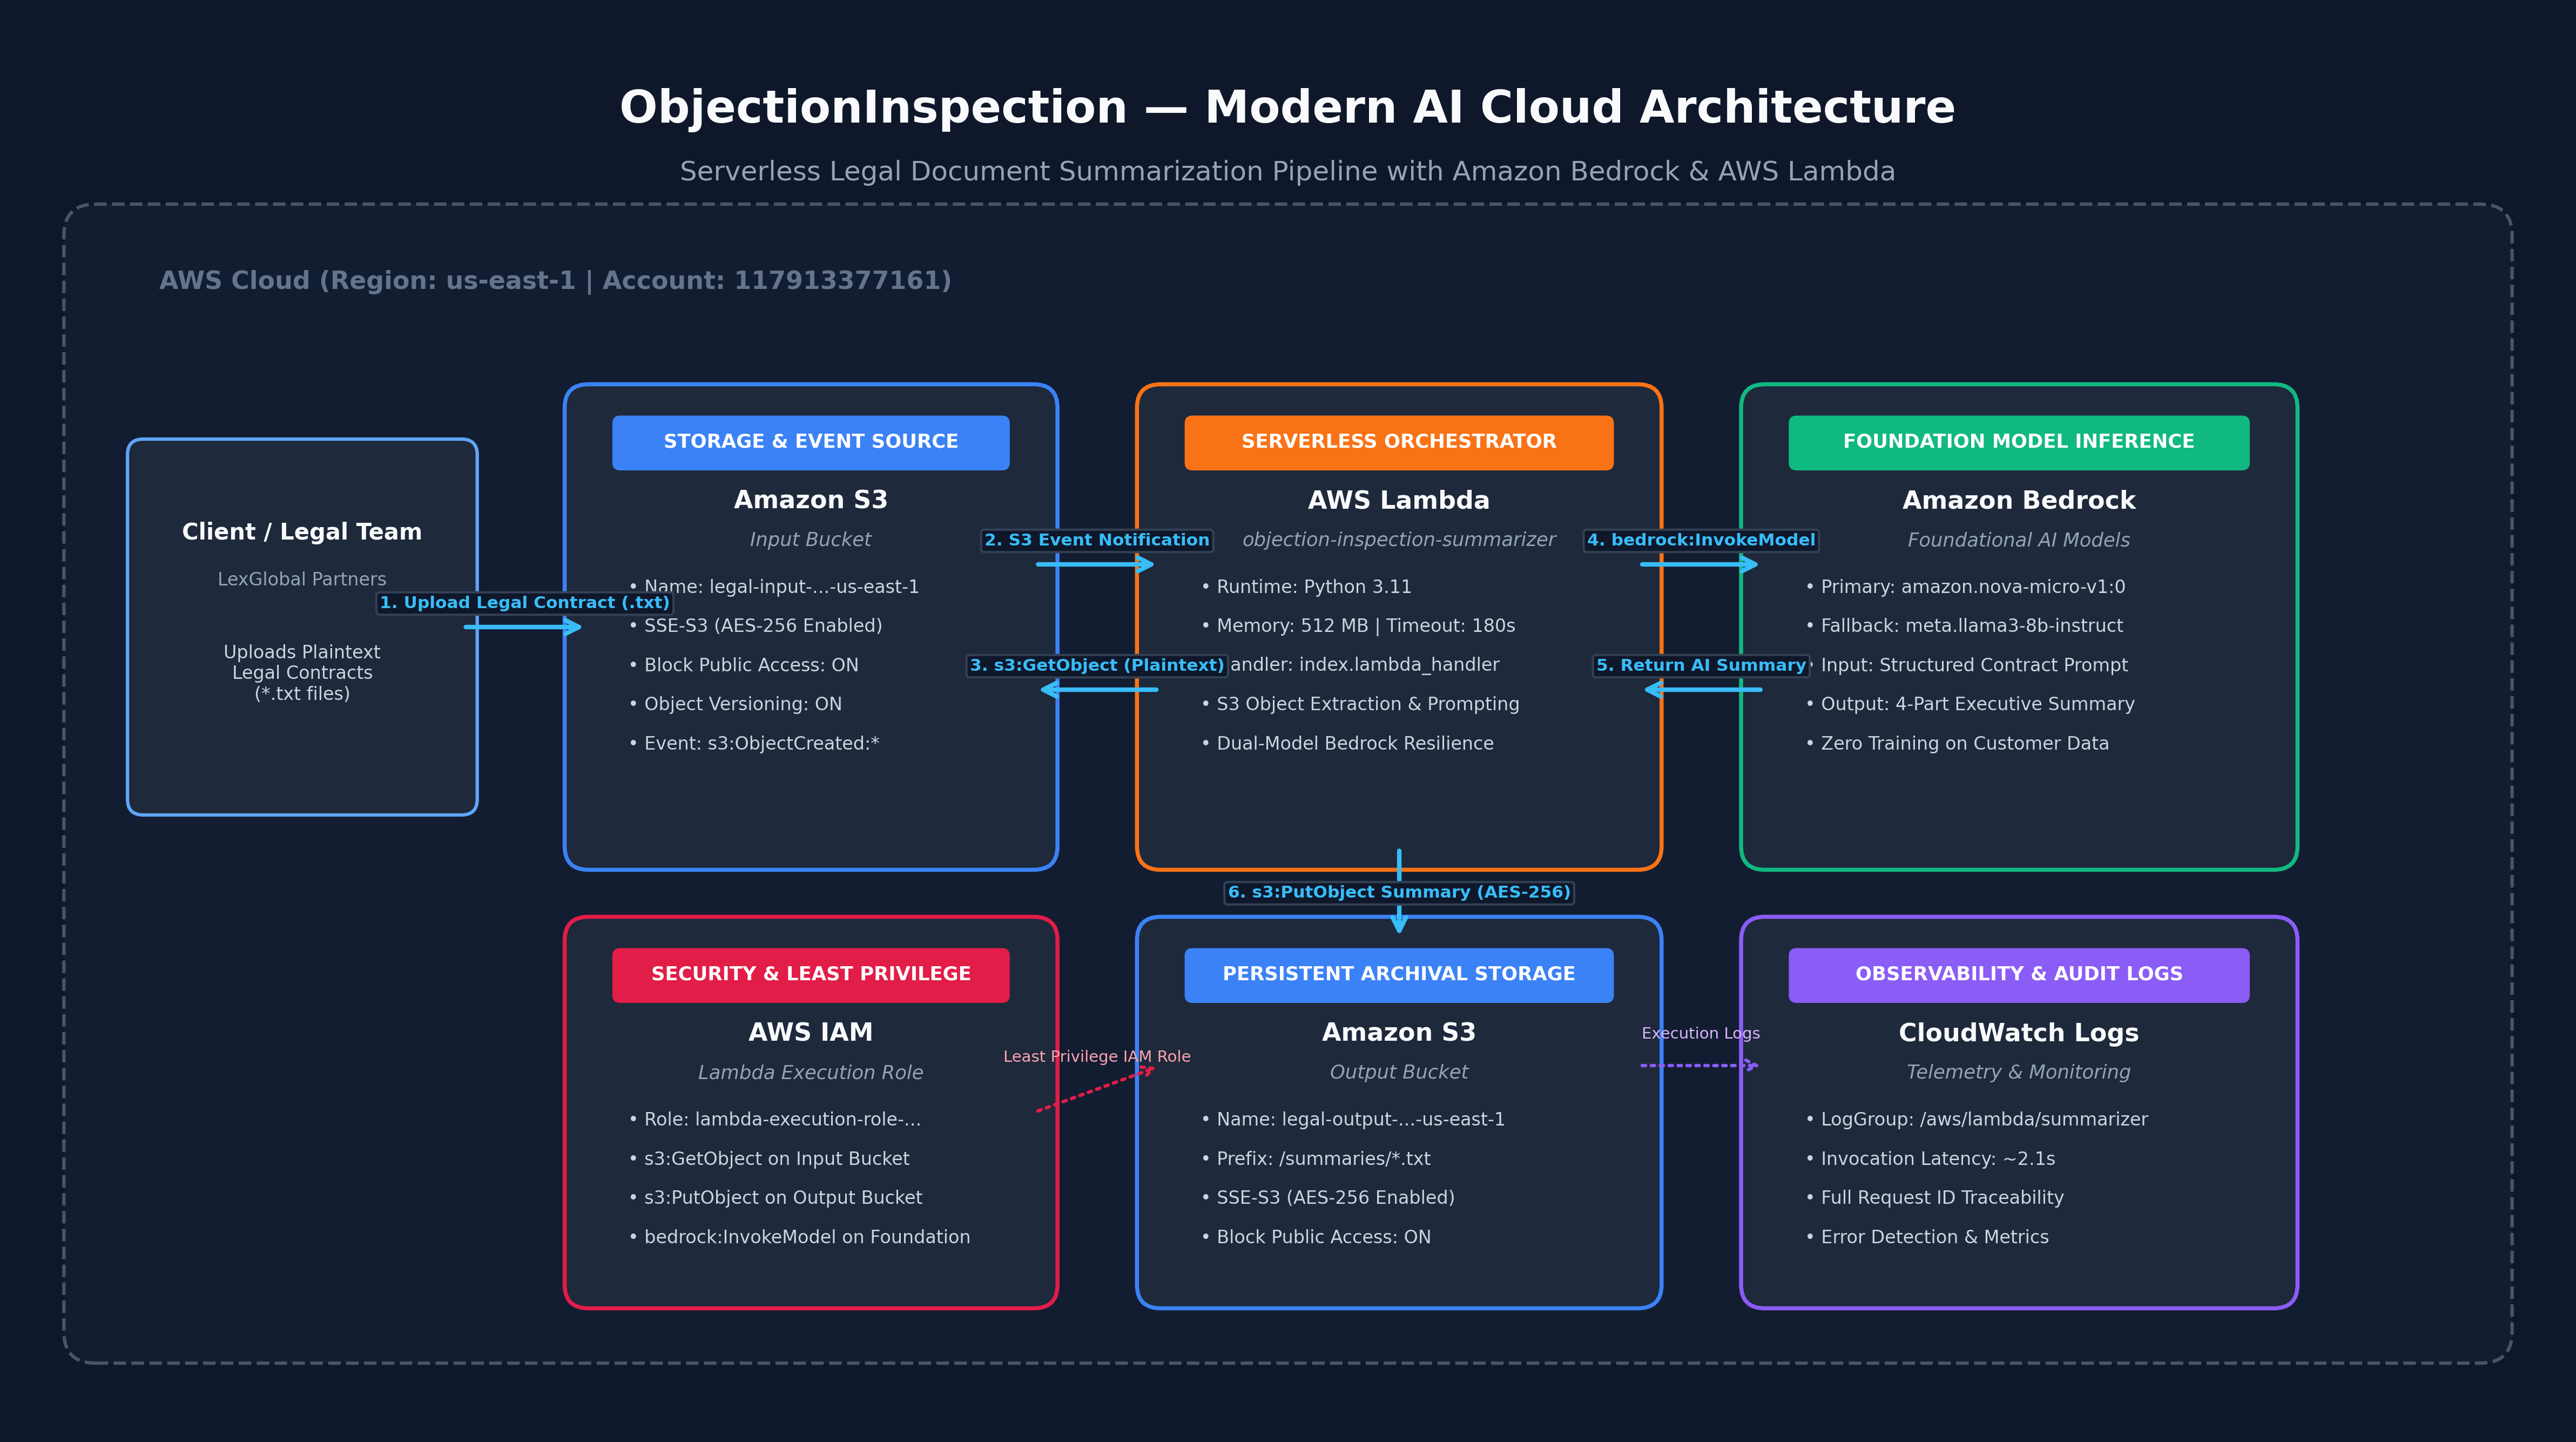 ObjectionInspection — Modern AI Cloud Architecture
Serverless Legal Document Summarization Pipeline with Amazon Bedrock & AWS Lambda
AWS Cloud (Region: us-east-1 | Account: 117913377161)
Client / Legal Team
LexGlobal Partners
Uploads Plaintext
Legal Contracts
(*.txt files)
1. Upload Legal Contract (.txt)
STORAGE & EVENT SOURCE
Amazon S3
Input Bucket
• Name: legal-input-...-us-east-1
• SSE-S3 (AES-256 Enabled)
• Block Public Access: ON
• Object Versioning: ON
• Event: s3:ObjectCreated:*
2. S3 Event Notification
3. s3:GetObject (Plaintext)
SERVERLESS ORCHESTRATOR
AWS Lambda
objection-inspection-summarizer
• Runtime: Python 3.11
• Memory: 512 MB | Timeout: 180s
andler: index.lambda_handler
• S3 Object Extraction & Prompting
• Dual-Model Bedrock Resilience
4. bedrock:InvokeModel
5. Return AI Summary
FOUNDATION MODEL INFERENCE
Amazon Bedrock
Foundational AI Models
• Primary: amazon.nova-micro-v1:0
• Fallback: meta.llama3-8b-instruct
• Input: Structured Contract Prompt
• Output: 4-Part Executive Summary
• Zero Training on Customer Data
6. s3:PutObject Summary (AES-256)
SECURITY & LEAST PRIVILEGE
AWS IAM
Lambda Execution Role
• Role: lambda-execution-role-...
• s3:GetObject on Input Bucket
• s3:PutObject on Output Bucket
• bedrock:InvokeModel on Foundation
Least Privilege IAM Role
PERSISTENT ARCHIVAL STORAGE
Amazon S3
Output Bucket
• Name: legal-output-...-us-east-1
• Prefix: /summaries/*.txt
• SSE-S3 (AES-256 Enabled)
• Block Public Access: ON
Execution Logs
OBSERVABILITY & AUDIT LOGS
CloudWatch Logs
Telemetry & Monitoring
• LogGroup: /aws/lambda/summarizer
• Invocation Latency: ~2.1s
• Full Request ID Traceability
• Error Detection & Metrics